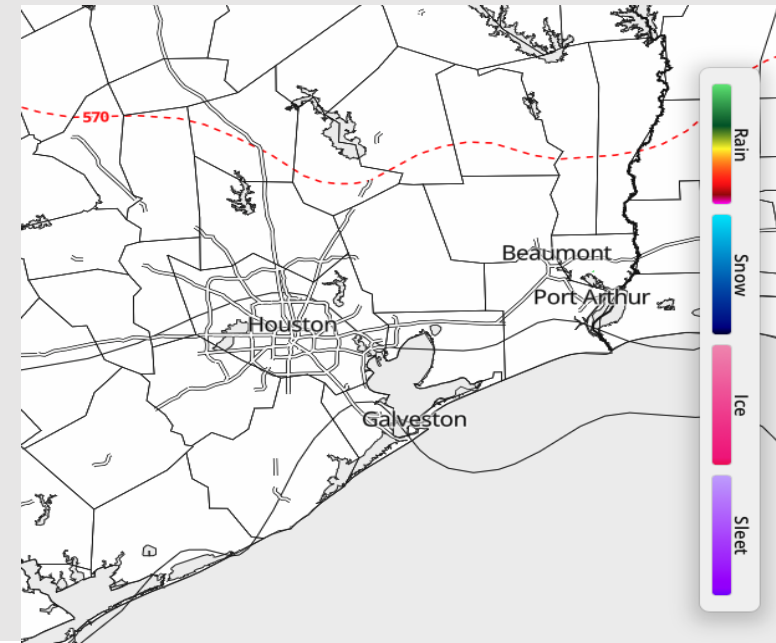 570
Rain
Snow
Beaumont
Port Arthur
Houston
Ice
Galveston
Sleet